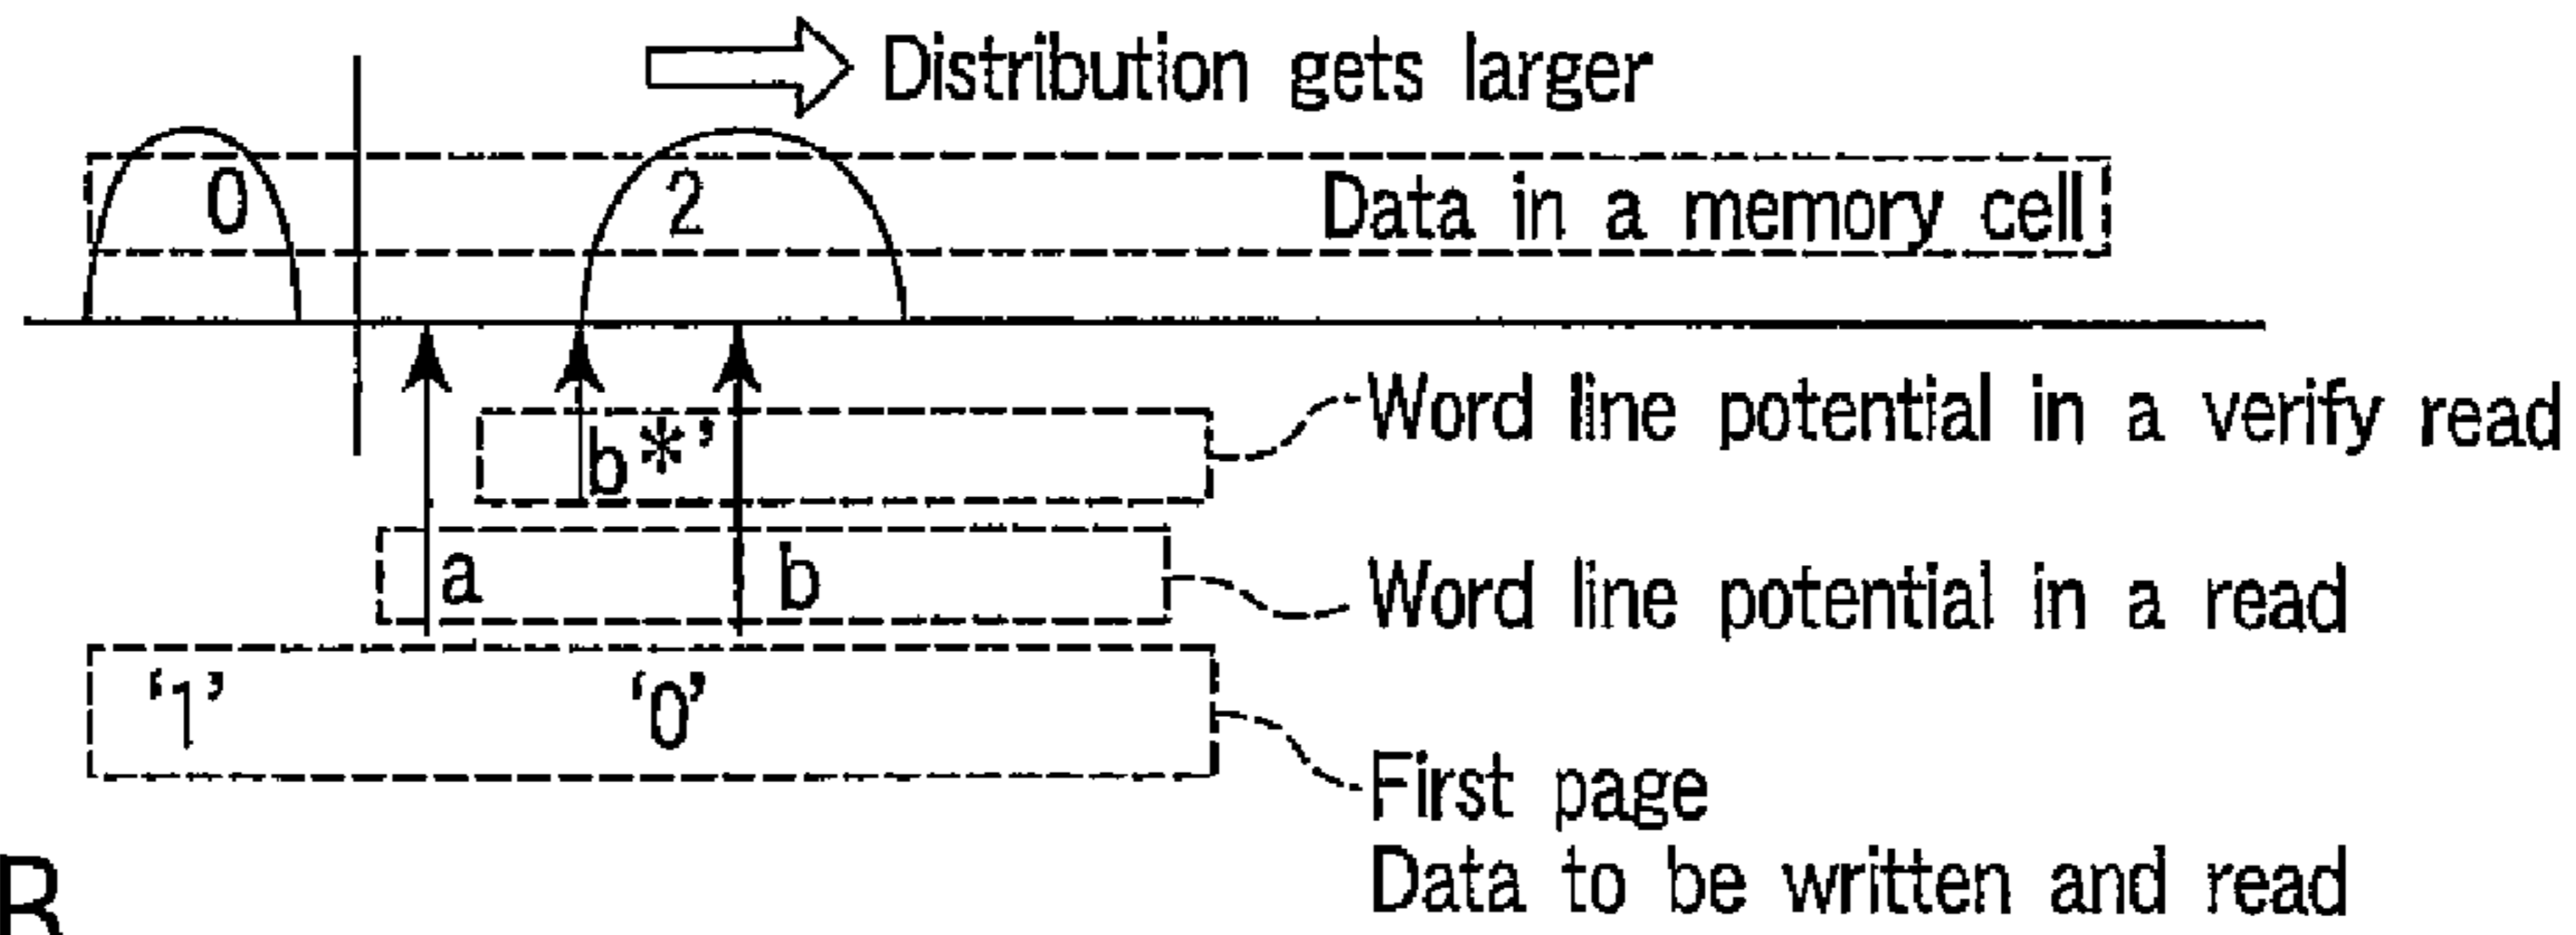 Distribution gets larger
0 2 Data in a memory cell
b*' Word line potential in a verify read
a b Word line potential in a read
'1' '0'
First page
Data to be written and read